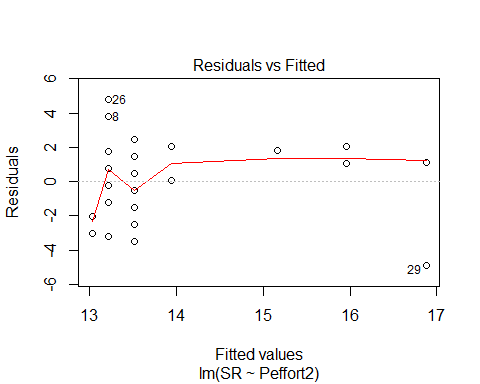 Residuals vs Fitted
Residuals
6
4
2
0
-2
-4
-6
26
8
29
13 14 15 16 17
Fitted values
lm(SR ~ Peffort2)